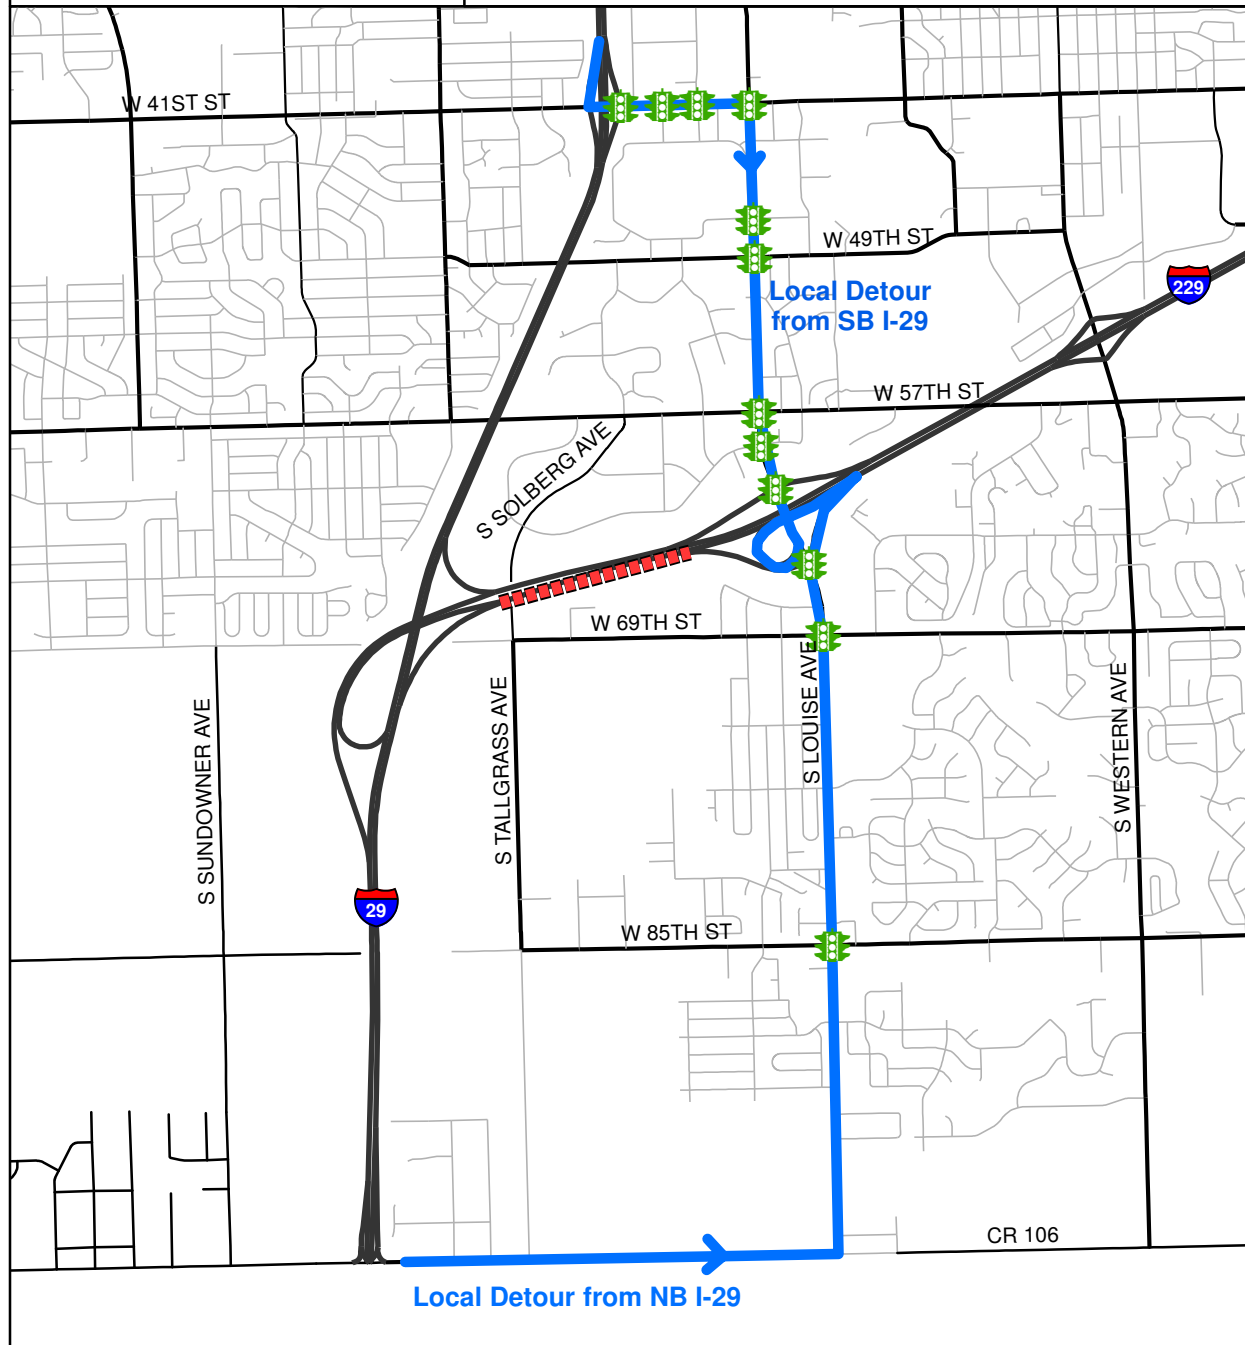 W 41ST ST
W 49TH ST
229
Local Detour
from SB I-29
W 57TH ST
S SOLBERG AVE
W 69TH ST
S LOUISE AVE
S TALLGRASS AVE
S WESTERN AVE
S SUNDOWNER AVE
29
W 85TH ST
CR 106
Local Detour from NB I-29